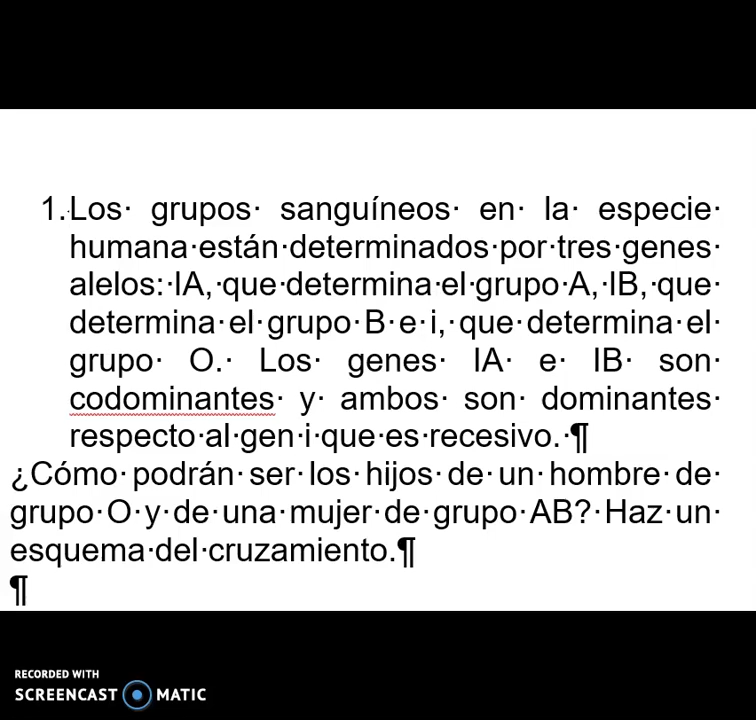 1. Los grupos sanguíneos en la especie
humana están determinados por tres genes
alelos: IA, que determina el grupo A, IB, que
determina el grupo B e i, que determina el
grupo O. Los genes IA e IB son
codominantes y ambos son dominantes
respecto al gen i que es recesivo. ¶
¿Cómo podrán ser los hijos de un hombre de
grupo O y de una mujer de grupo AB? Haz un
esquema del cruzamiento.¶
¶
RECORDED WITH
SCREENCAST MATIC